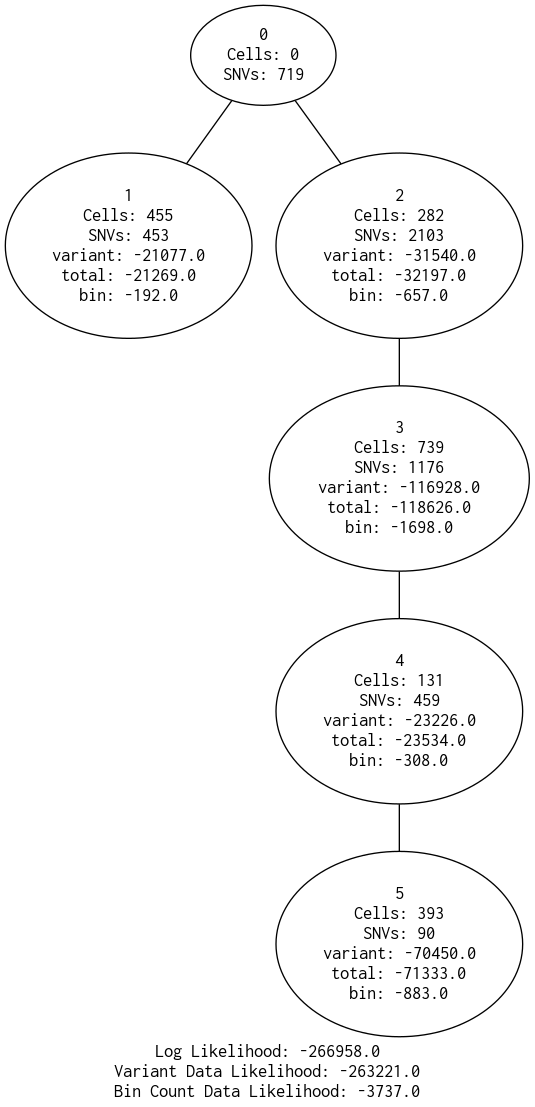 0
Cells: 0
SNVs: 719
1
Cells: 455
SNVs: 453
variant: -21077.0
total: -21269.0
bin: -192.0
2
Cells: 282
SNVs: 2103
variant: -31540.0
total: -32197.0
bin: -657.0
3
Cells: 739
SNVs: 1176
variant: -116928.0
total: -118626.0
bin: -1698.0
4
Cells: 131
SNVs: 459
variant: -23226.0
total: -23534.0
bin: -308.0
5
Cells: 393
SNVs: 90
variant: -70450.0
total: -71333.0
bin: -883.0
Log Likelihood: -266958.0
Variant Data Likelihood: -263221.0
Bin Count Data Likelihood: -3737.0